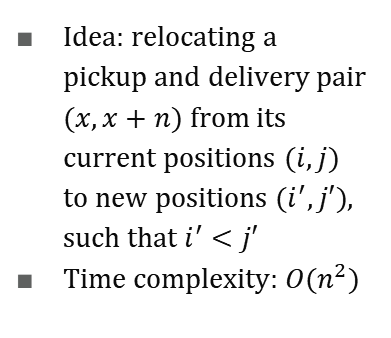 ▪ Idea: relocating a
pickup and delivery pair
(x, x + n) from its
current positions (i, j)
to new positions (i′, j′),
such that i′ < j′
▪ Time complexity: O(n²)